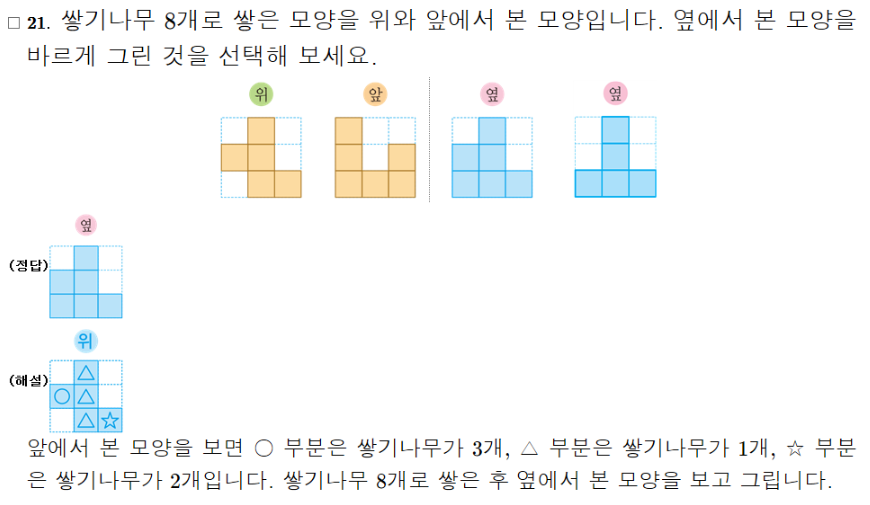 □ 21. 쌓기나무 8개로 쌓은 모양을 위와 앞에서 본 모양입니다. 옆에서 본 모양을
바르게 그린 것을 선택해 보세요.
위 앞 옆 옆
옆
(정답)
위
(해설)
앞에서 본 모양을 보면 ○ 부분은 쌓기나무가 3개, △ 부분은 쌓기나무가 1개, ☆ 부분
은 쌓기나무가 2개입니다. 쌓기나무 8개로 쌓은 후 옆에서 본 모양을 보고 그립니다.